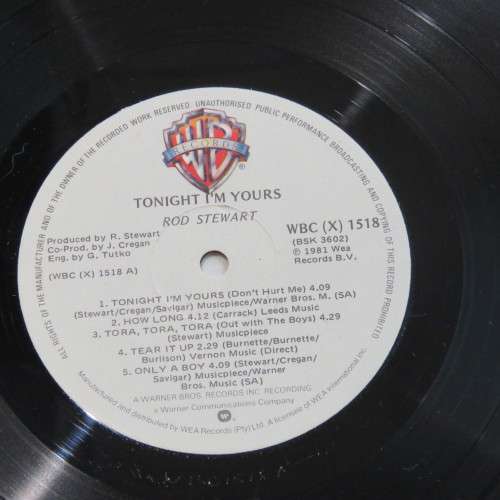 ALL RIGHTS OF THE MANUFACTURER AND OF THE OWNER OF THE RECORDED WORK RESERVED. UNAUTHORISED PUBLIC PERFORMANCE BROADCASTING AND COPYING OF THIS RECORD PROHIBITED
WB
RECORDS
®
TONIGHT I'M YOURS
ROD STEWART
Produced by R. Stewart
Co-Prod. by J. Cregan
Eng. by G. Tutko
WBC (X) 1518
(BSK 3602)
℗ 1981 Wea
Records B.V.
(WBC (X) 1518 A)
1. TONIGHT I'M YOURS (Don't Hurt Me) 4.09
(Stewart/Cregan/Savigar) Musicpiece/Warner Bros. M. (SA)
2. HOW LONG 4.12 (Carrack) Leeds Music
3. TORA, TORA, TORA (Out with The Boys) 4.29
(Stewart) Musicpiece
4. TEAR IT UP 2.29 (Burnette/Burnette/
Burlison) Vernon Music (Direct)
5. ONLY A BOY 4.09 (Stewart/Cregan/
Savigar) Musicpiece/Warner
Bros. Music (SA)
A WARNER BROS. RECORDS INC. RECORDING
a Warner Communications Company
Manufactured and distributed by WEA Records (Pty) Ltd. A licensee of WEA International Inc.